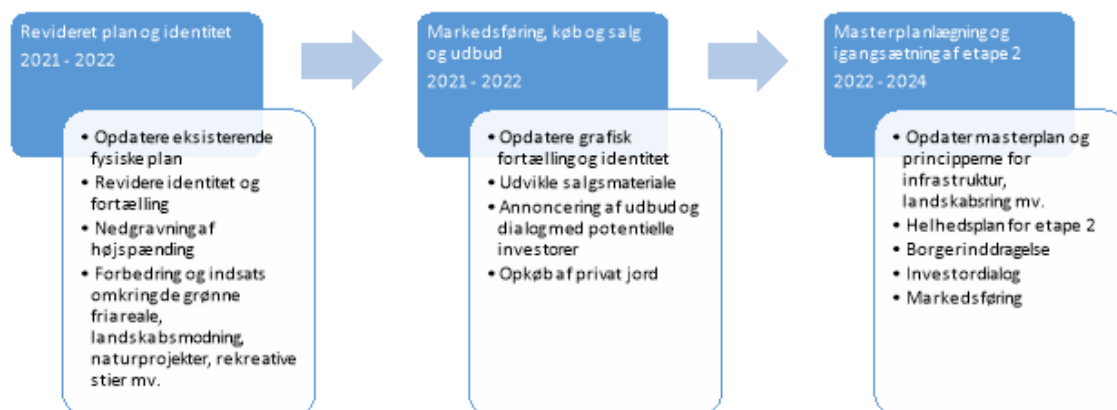 Revideret plan og identitet
2021 - 2022
• Opdatere eksisterende
fysiske plan
• Revidere identitet og
fortælling
• Nedgravning af
højspænding
• Forbedring og indsats
omkring de grønne
friareale,
landskabsmodning,
naturprojekter, rekreative
stier mv.
Markedsføring, køb og salg
og udbud
2021 - 2022
• Opdatere grafisk
fortælling og identitet
• Udvikle salgsmateriale
• Annoncering af udbud og
dialog med potentielle
investorer
• Opkøb af privat jord
Masterplanlægning og
igangsætning af etape 2
2022 - 2024
• Opdater masterplan og
principperne for
infrastruktur,
landskabsring mv.
• Helhedsplan for etape 2
• Borgerinddragelse
• Investordialog
• Markedsføring